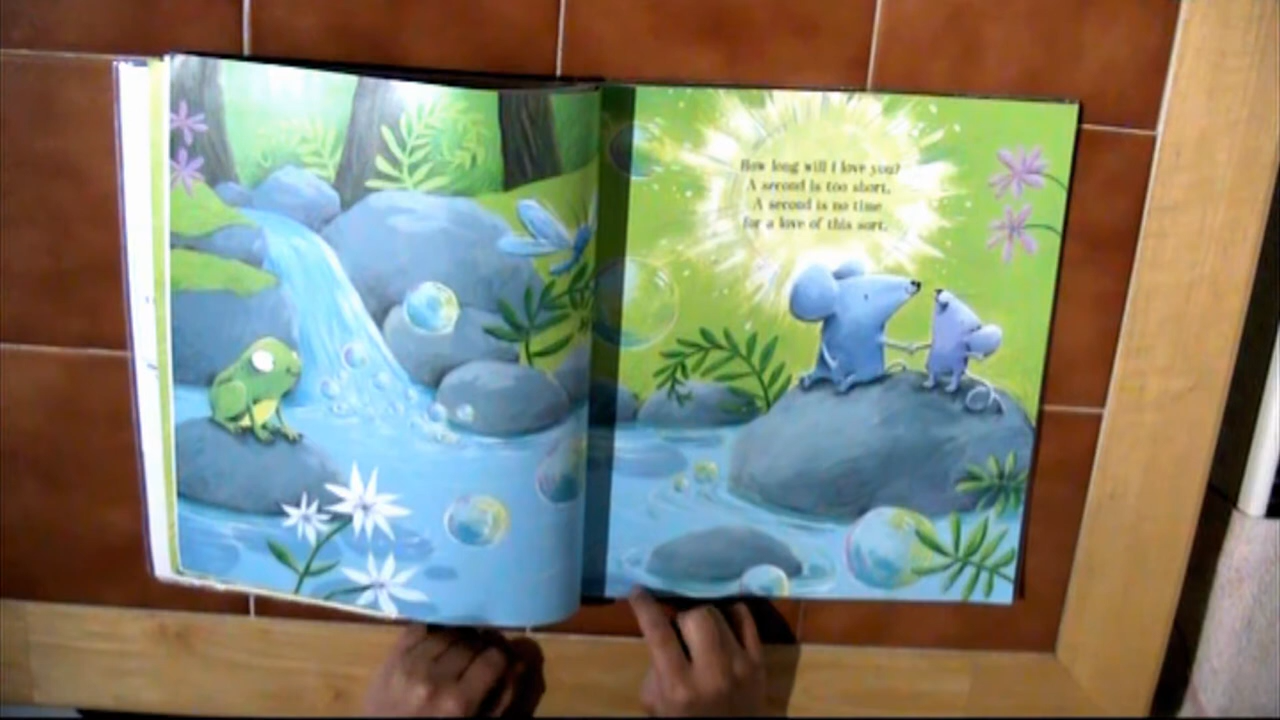 How long will I love you?
A second is too short,
A second is no time
for a love of this sort.